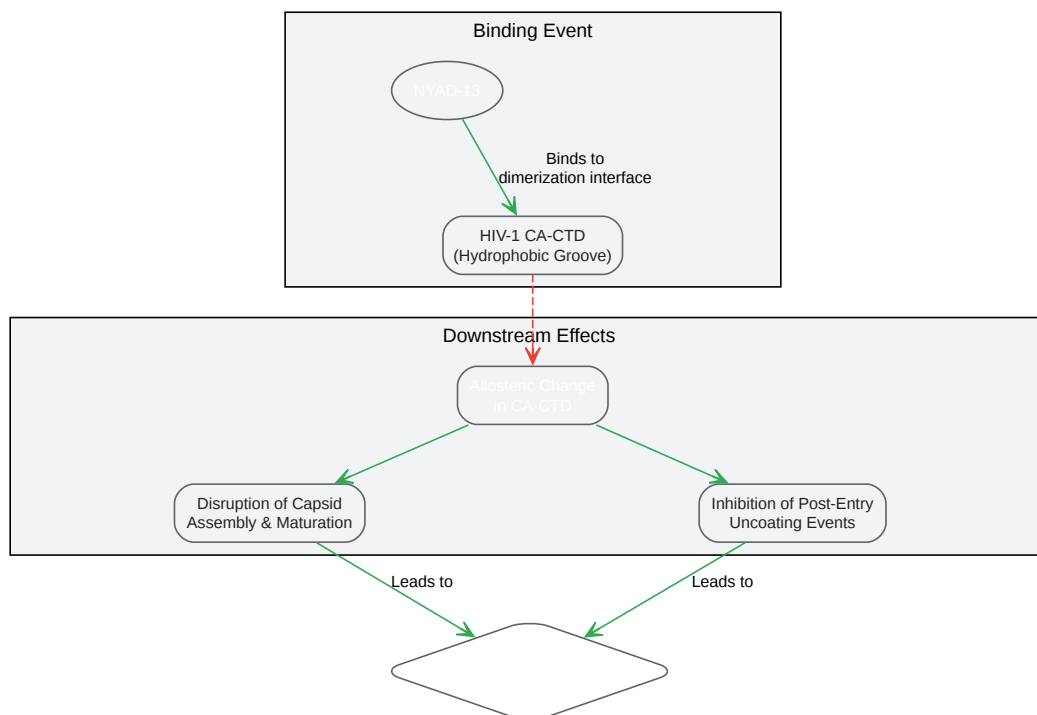 Binding Event
NYAD-13
Binds to
dimerization interface
HIV-1 CA-CTD
(Hydrophobic Groove)
Downstream Effects
Allosteric Change
in CA-CTD
Disruption of Capsid
Assembly & Maturation
Inhibition of Post-Entry
Uncoating Events
Leads to
Leads to